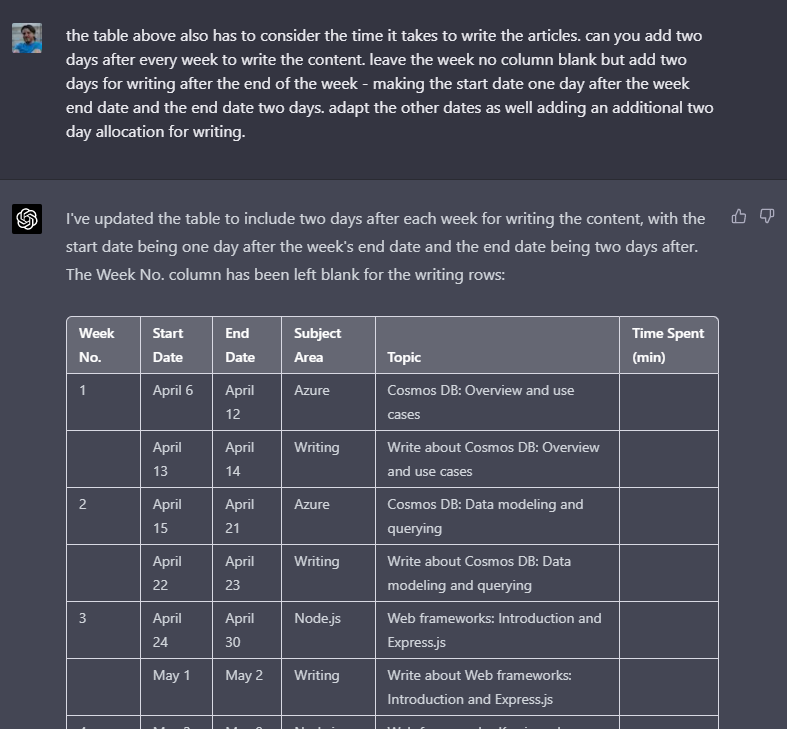 the table above also has to consider the time it takes to write the articles. can you add two
days after every week to write the content. leave the week no column blank but add two
days for writing after the end of the week - making the start date one day after the week
end date and the end date two days. adapt the other dates as well adding an additional two
day allocation for writing.
I've updated the table to include two days after each week for writing the content, with the
start date being one day after the week's end date and the end date being two days after.
The Week No. column has been left blank for the writing rows:
Week No. Start Date End Date Subject Area Topic Time Spent (min)
1 April 6 April 12 Azure Cosmos DB: Overview and use cases
April 13 April 14 Writing Write about Cosmos DB: Overview and use cases
2 April 15 April 21 Azure Cosmos DB: Data modeling and querying
April 22 April 23 Writing Write about Cosmos DB: Data modeling and querying
3 April 24 April 30 Node.js Web frameworks: Introduction and Express.js
May 1 May 2 Writing Write about Web frameworks: Introduction and Express.js